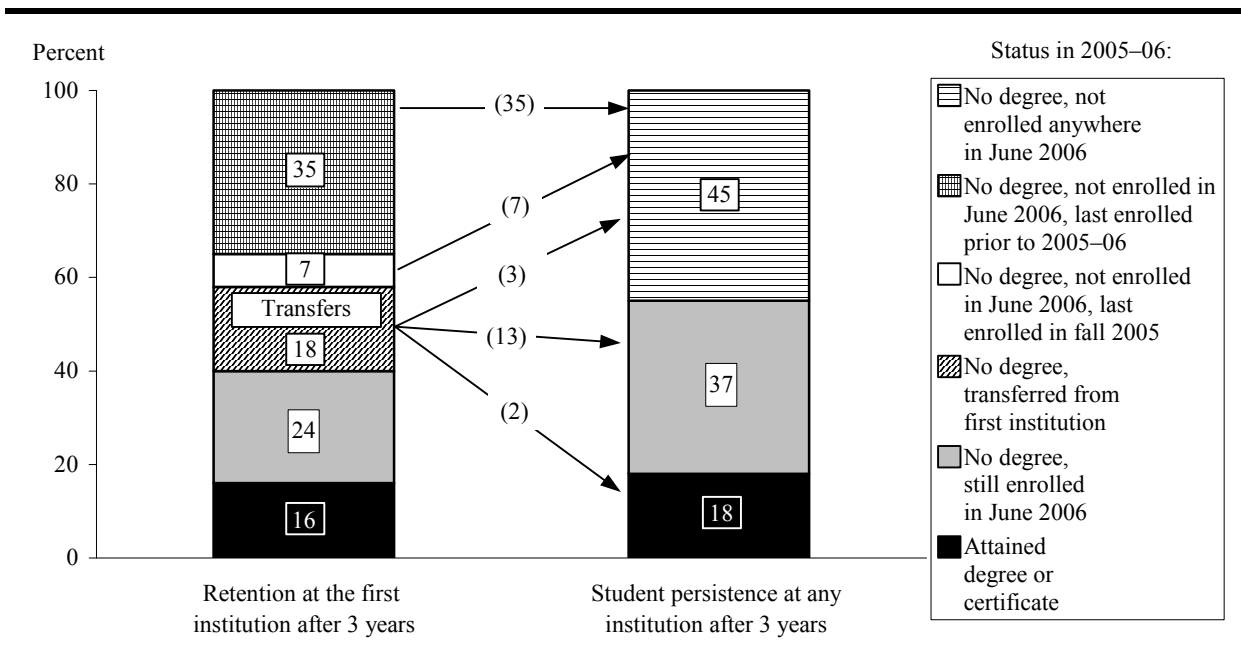 Percent
100
80
60
40
20
0
35
7
Transfers
18
24
16
(35)
(7)
(3)
(13)
(2)
45
37
18
Retention at the first
institution after 3 years
Student persistence at any
institution after 3 years
Status in 2005–06:
No degree, not
enrolled anywhere
in June 2006
No degree, not enrolled in
June 2006, last enrolled
prior to 2005–06
No degree, not enrolled
in June 2006, last
enrolled in fall 2005
No degree,
transferred from
first institution
No degree,
still enrolled
in June 2006
Attained
degree or
certificate